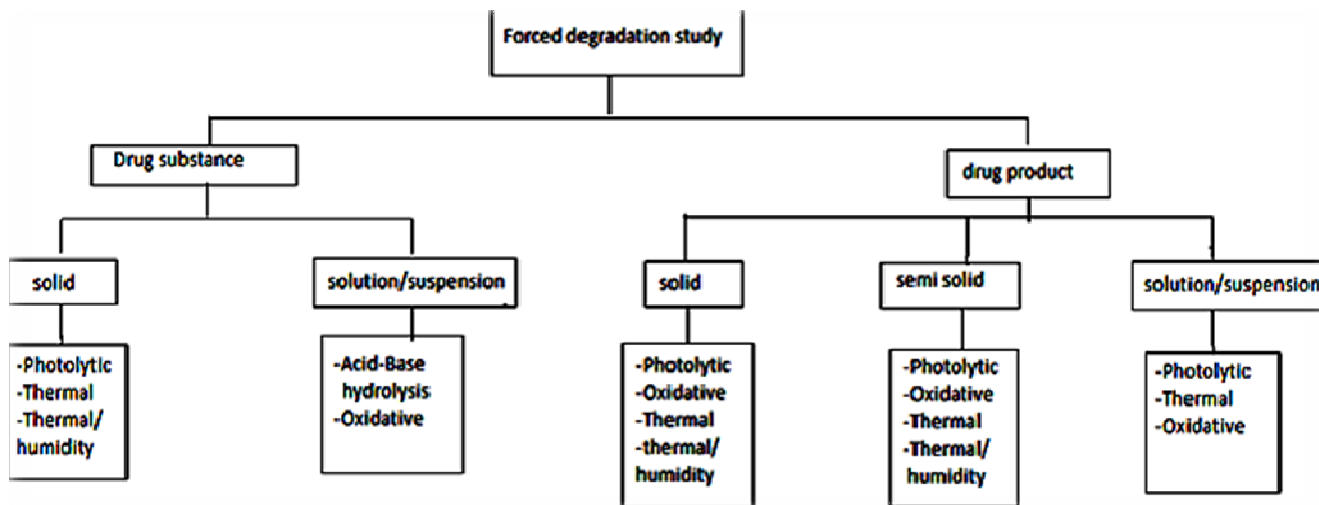 Forced degradation study
Drug substance
drug product
solid
solution/suspension
solid
semi solid
solution/suspension
-Photolytic
-Thermal
-Thermal/
humidity
-Acid-Base
hydrolysis
-Oxidative
-Photolytic
-Oxidative
-Thermal
-thermal/
humidity
-Photolytic
-Oxidative
-Thermal
-Thermal/
humidity
-Photolytic
-Thermal
-Oxidative